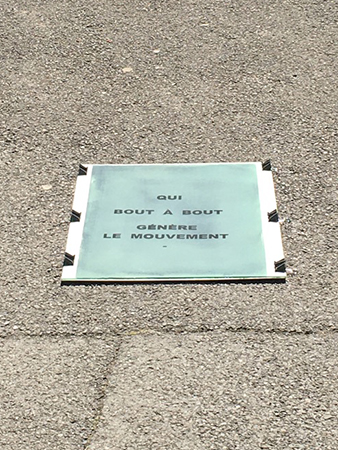 QUI
BOUT À BOUT
GÉNÈRE
LE MOUVEMENT